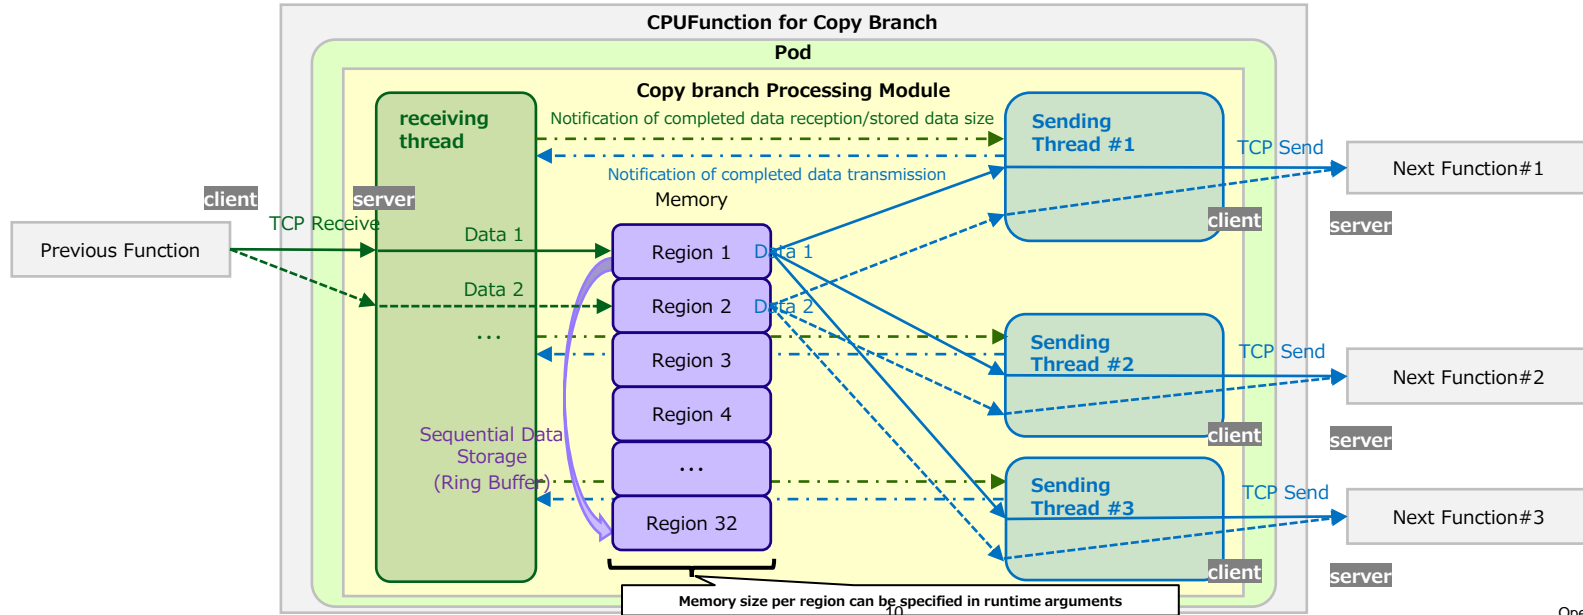 CPUFunction for Copy Branch
Pod
Copy branch Processing Module
receiving
thread
Notification of completed data reception/stored data size
Notification of completed data transmission
Memory
client
server
TCP Receive
Previous Function
Data 1
Data 2
...
Region 1
Region 2
Region 3
Region 4
...
Region 32
Data 1
Data 2
Sequential Data
Storage
(Ring Buffer)
Sending
Thread #1
TCP Send
client
server
Next Function#1
Sending
Thread #2
TCP Send
client
server
Next Function#2
Sending
Thread #3
TCP Send
client
server
Next Function#3
Memory size per region can be specified in runtime arguments
10
Ope